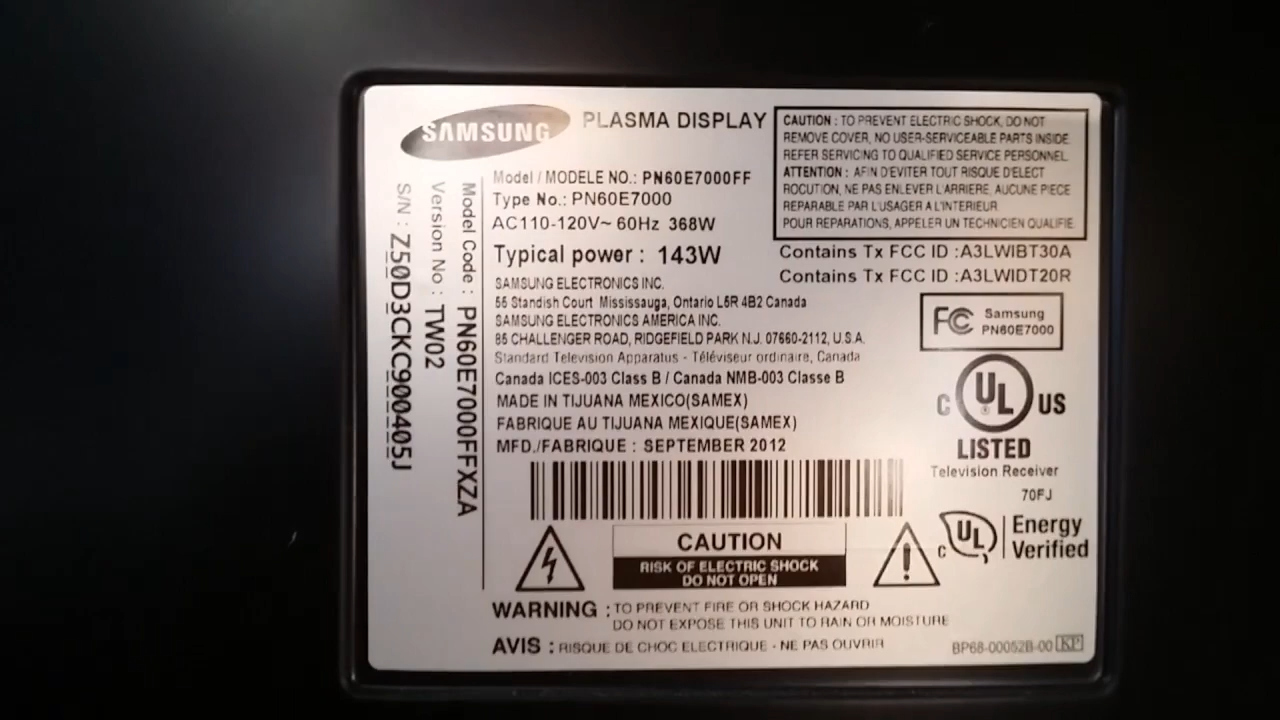 SAMSUNG
PLASMA DISPLAY
Model / MODELE NO.: PN60E7000FF
Type No.: PN60E7000
AC110-120V~ 60Hz 368W
Typical power : 143W
SAMSUNG ELECTRONICS INC.
55 Standish Court Mississauga, Ontario L5R 4B2 Canada
SAMSUNG ELECTRONICS AMERICA INC.
85 CHALLENGER ROAD, RIDGEFIELD PARK N.J. 07660-2112, U.S.A.
Standard Television Apparatus - Téléviseur ordinaire, Canada
Canada ICES-003 Class B / Canada NMB-003 Classe B
MADE IN TIJUANA MEXICO(SAMEX)
FABRIQUE AU TIJUANA MEXIQUE(SAMEX)
MFD./FABRIQUE : SEPTEMBER 2012
Model Code : PN60E7000FFXZA
Version No : TW02
S/N : Z50D3CKC900405J
CAUTION : TO PREVENT ELECTRIC SHOCK, DO NOT
REMOVE COVER, NO USER-SERVICEABLE PARTS INSIDE.
REFER SERVICING TO QUALIFIED SERVICE PERSONNEL.
ATTENTION : AFIN D'EVITER TOUT RISQUE D'ELECT
ROCUTION, NE PAS ENLEVER L'ARRIERE, AUCUNE PIECE
REPARABLE PAR L'USAGER A L'INTERIEUR
POUR REPARATIONS, APPELER UN TECHNICIEN QUALIFIE.
Contains Tx FCC ID :A3LWIBT30A
Contains Tx FCC ID :A3LWIDT20R
FC Samsung
PN60E7000
C UL US
®
LISTED
Television Receiver
70FJ
C UL Energy
Verified
CAUTION
RISK OF ELECTRIC SHOCK
DO NOT OPEN
WARNING : TO PREVENT FIRE OR SHOCK HAZARD
DO NOT EXPOSE THIS UNIT TO RAIN OR MOISTURE
AVIS : RISQUE DE CHOC ELECTRIQUE - NE PAS OUVRIR
BP68-00052B-00 KP